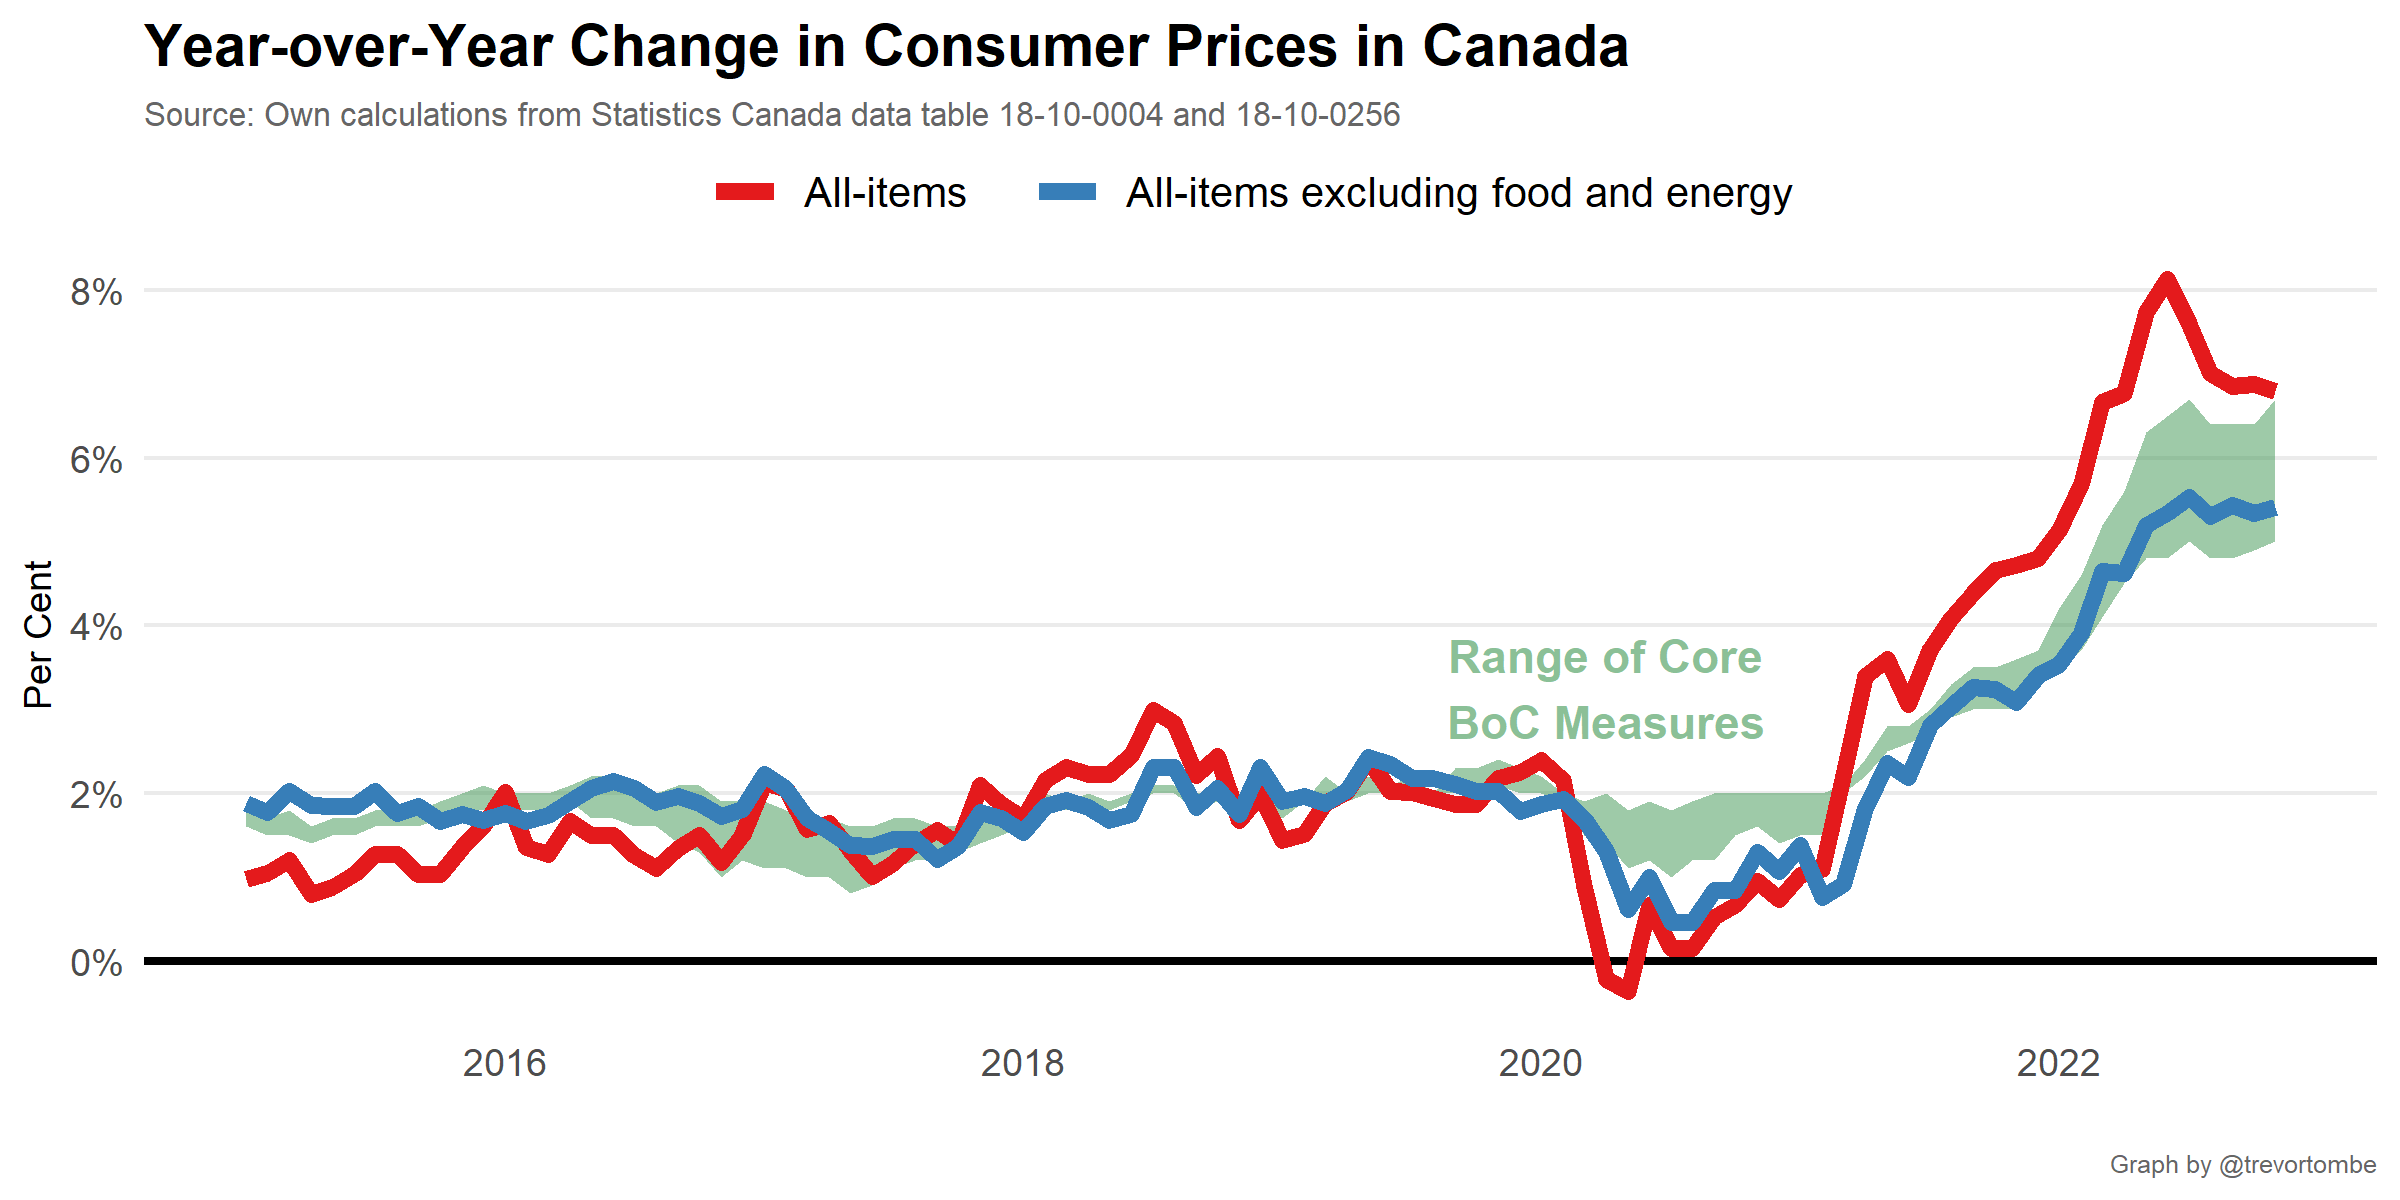 Year-over-Year Change in Consumer Prices in Canada
Source: Own calculations from Statistics Canada data table 18-10-0004 and 18-10-0256
All-items
All-items excluding food and energy
8%
6%
4%
2%
0%
Per Cent
Range of Core
BoC Measures
2016
2018
2020
2022
Graph by @trevortombe